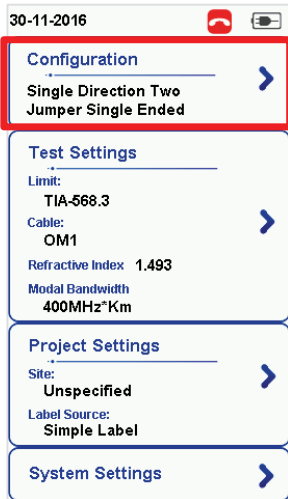 30-11-2016
Configuration
Single Direction Two
Jumper Single Ended
Test Settings
Limit:
TIA-568.3
Cable:
OM1
Refractive Index 1.493
Modal Bandwidth
400MHz*Km
Project Settings
Site:
Unspecified
Label Source:
Simple Label
System Settings